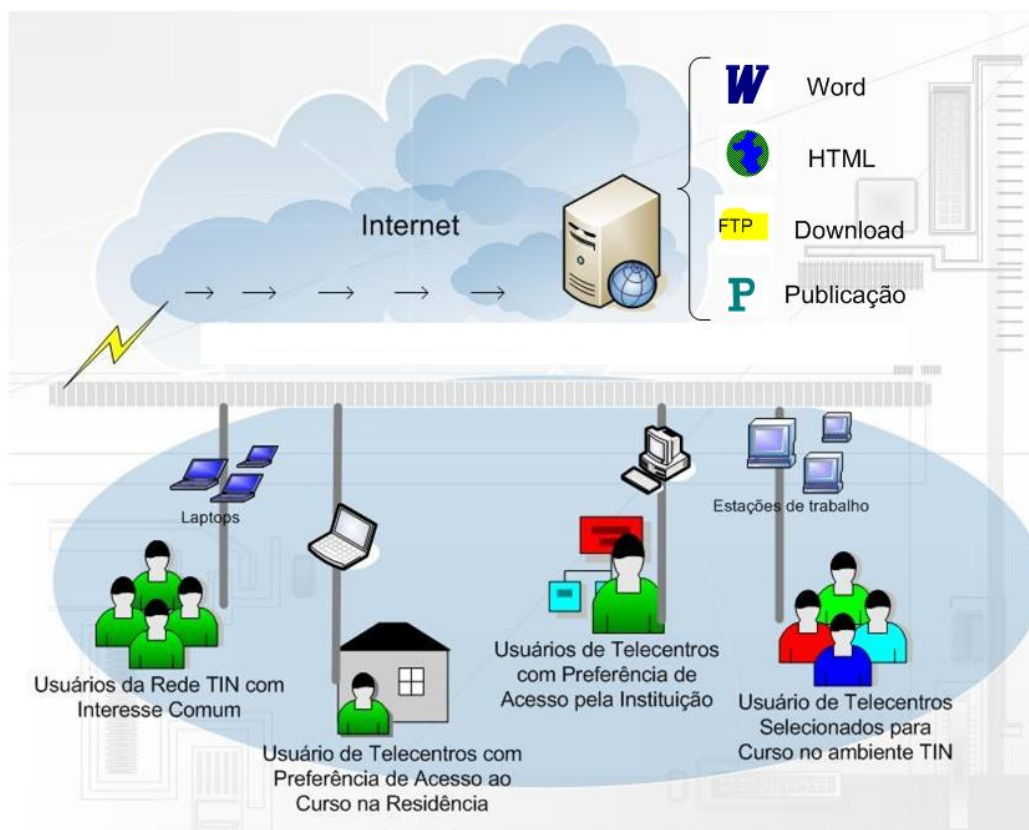 W Word
HTML
Internet
FTP Download
P Publicação
Laptops
Estações de trabalho
Usuários da Rede TIN com
Interesse Comum
Usuário de Telecentros com
Preferência de Acesso ao
Curso na Residência
Usuários de Telecentros
com Preferência de
Acesso pela Instituição
Usuário de Telecentros
Selecionados para
Curso no ambiente TIN